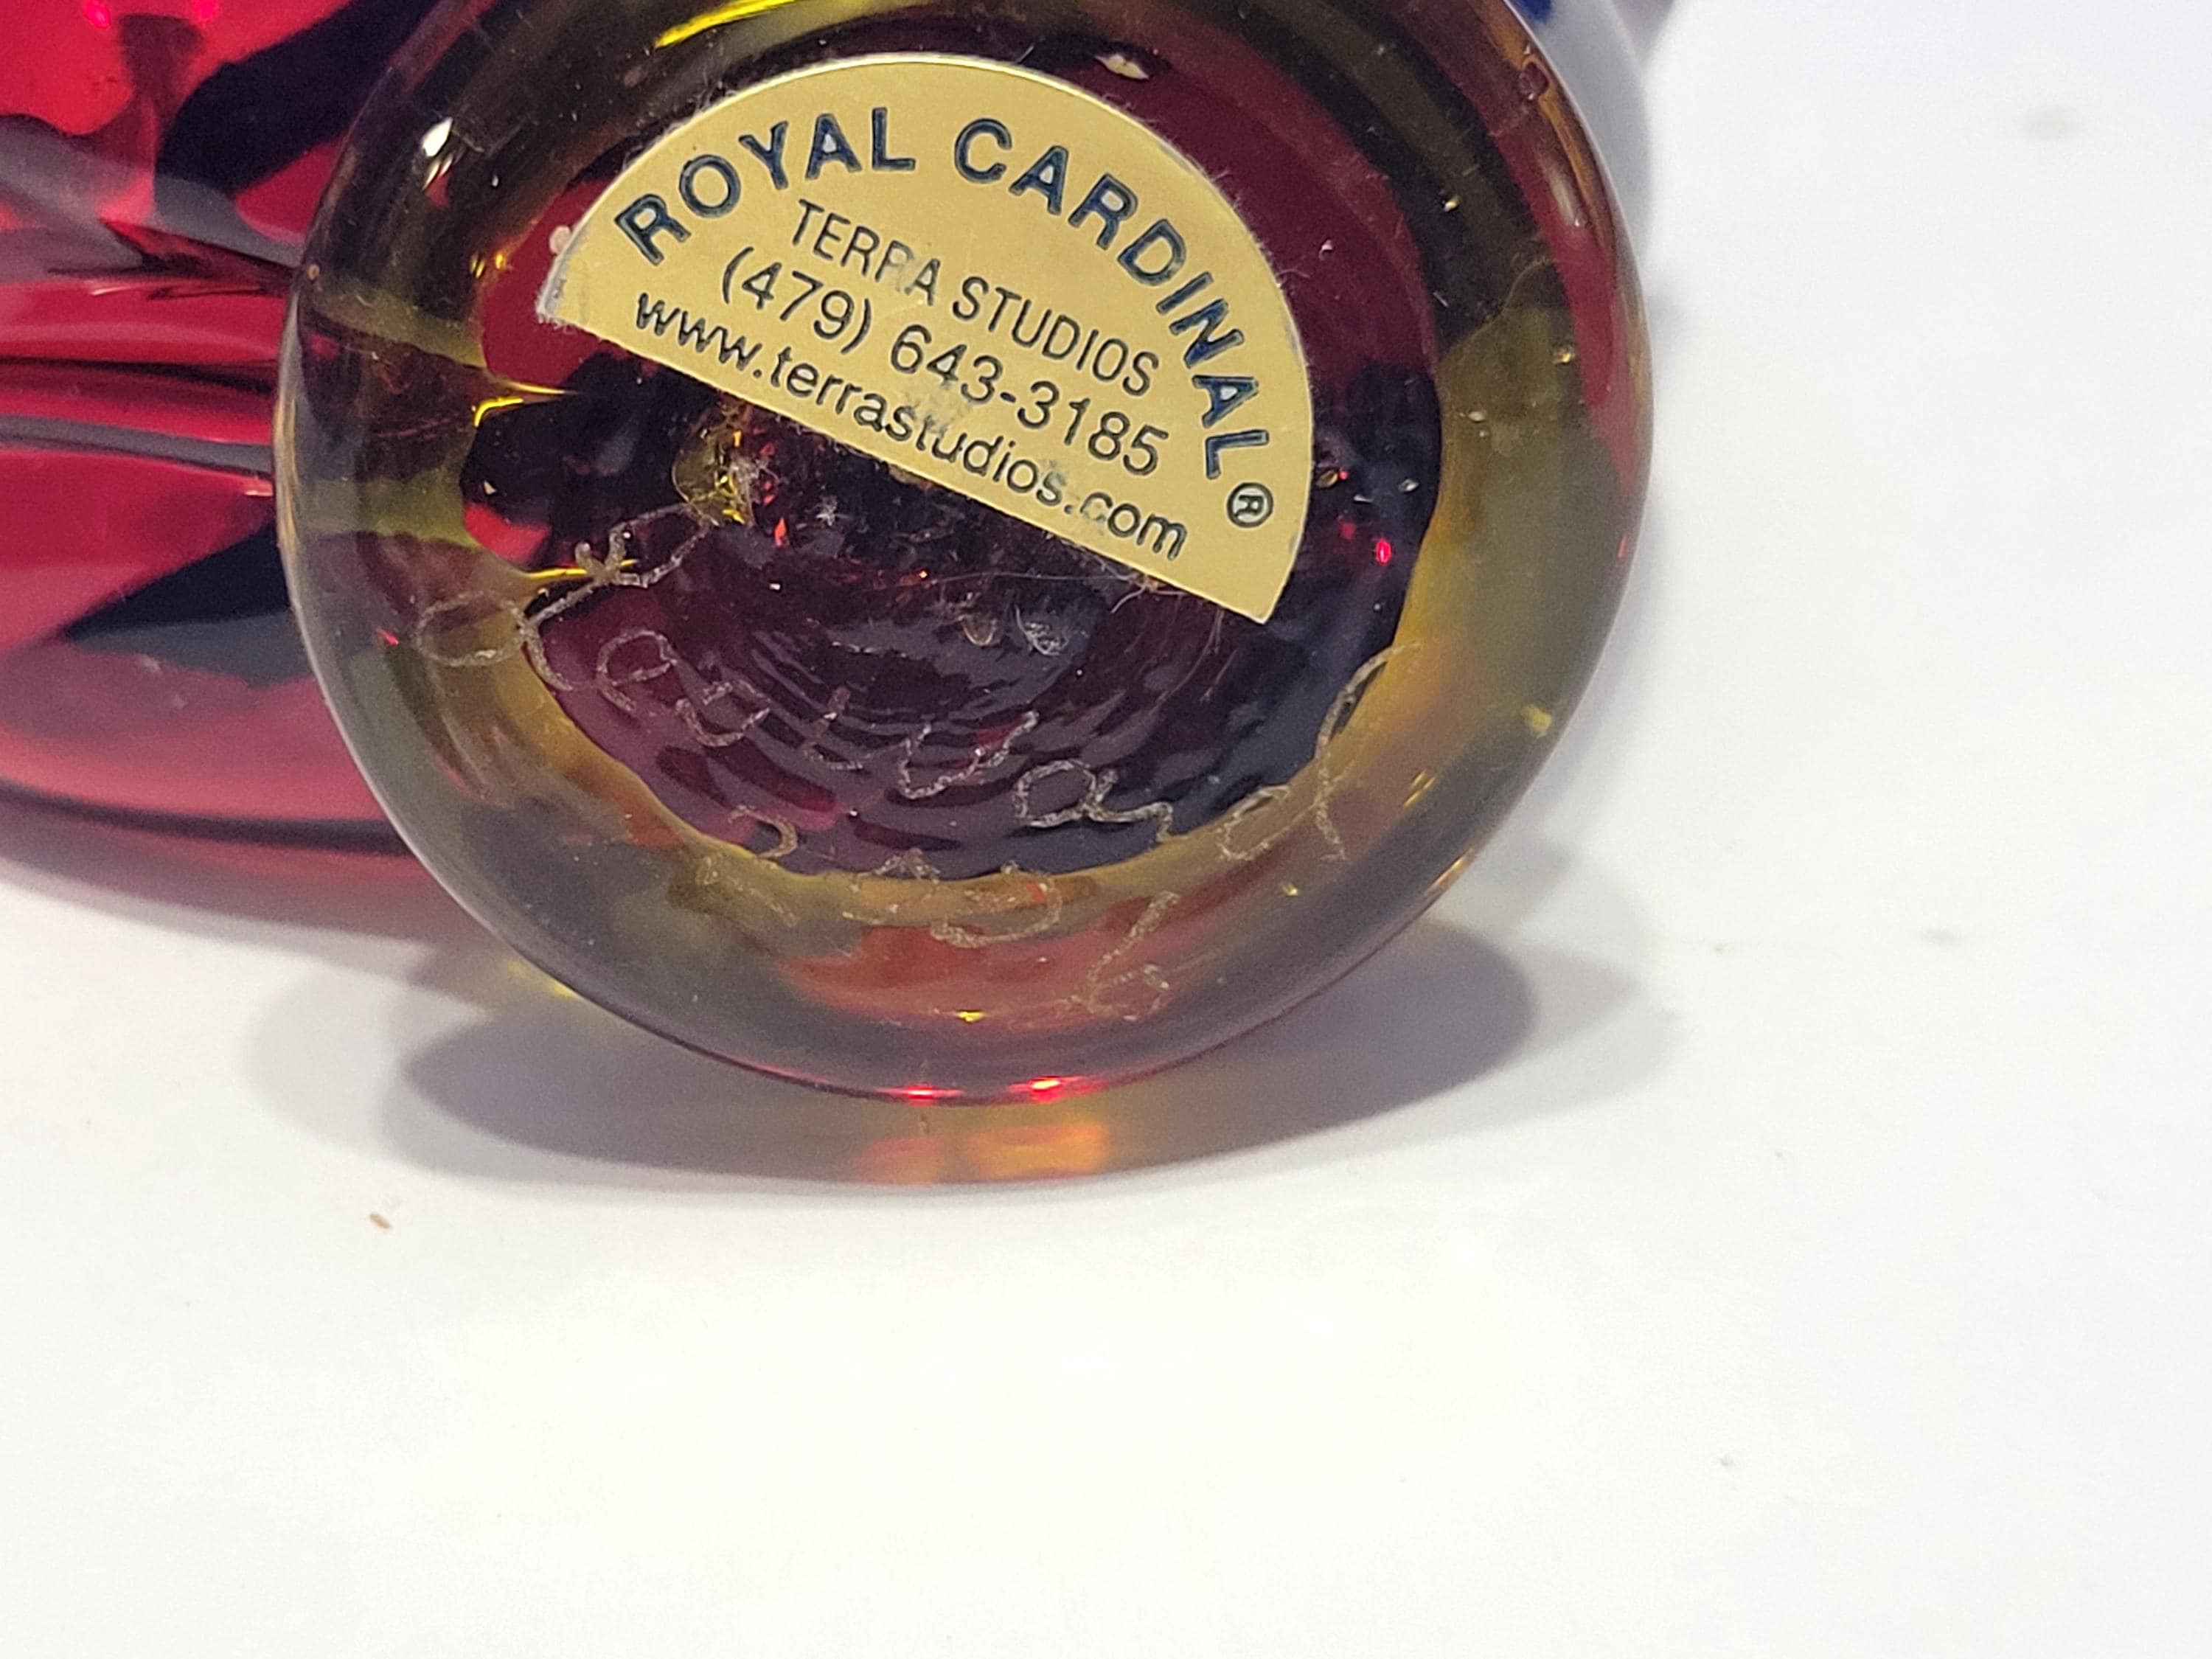 ROYAL CARDINAL®
TERRA STUDIOS
(479) 643-3185
www.terrastudios.com